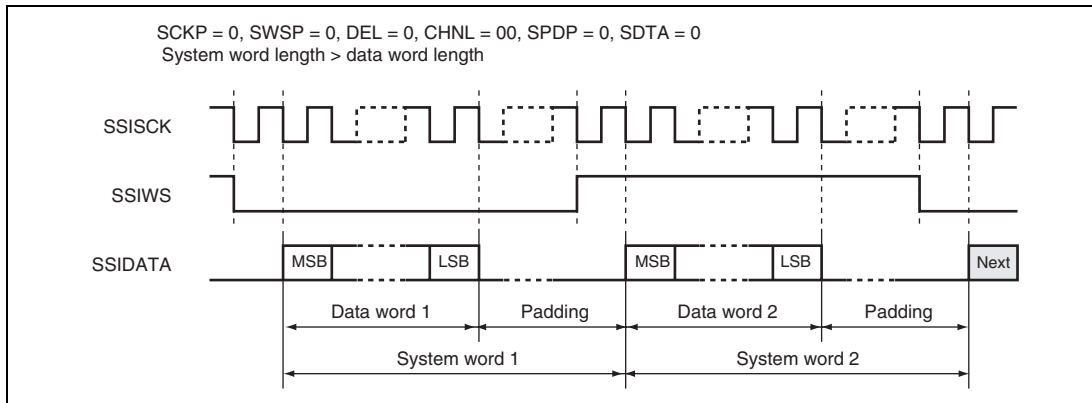 SCKP = 0, SWSP = 0, DEL = 0, CHNL = 00, SPDP = 0, SDTA = 0
System word length > data word length
SSISCK
SSIWS
SSIDATA
MSB
LSB
MSB
LSB
Next
Data word 1
Padding
Data word 2
Padding
System word 1
System word 2